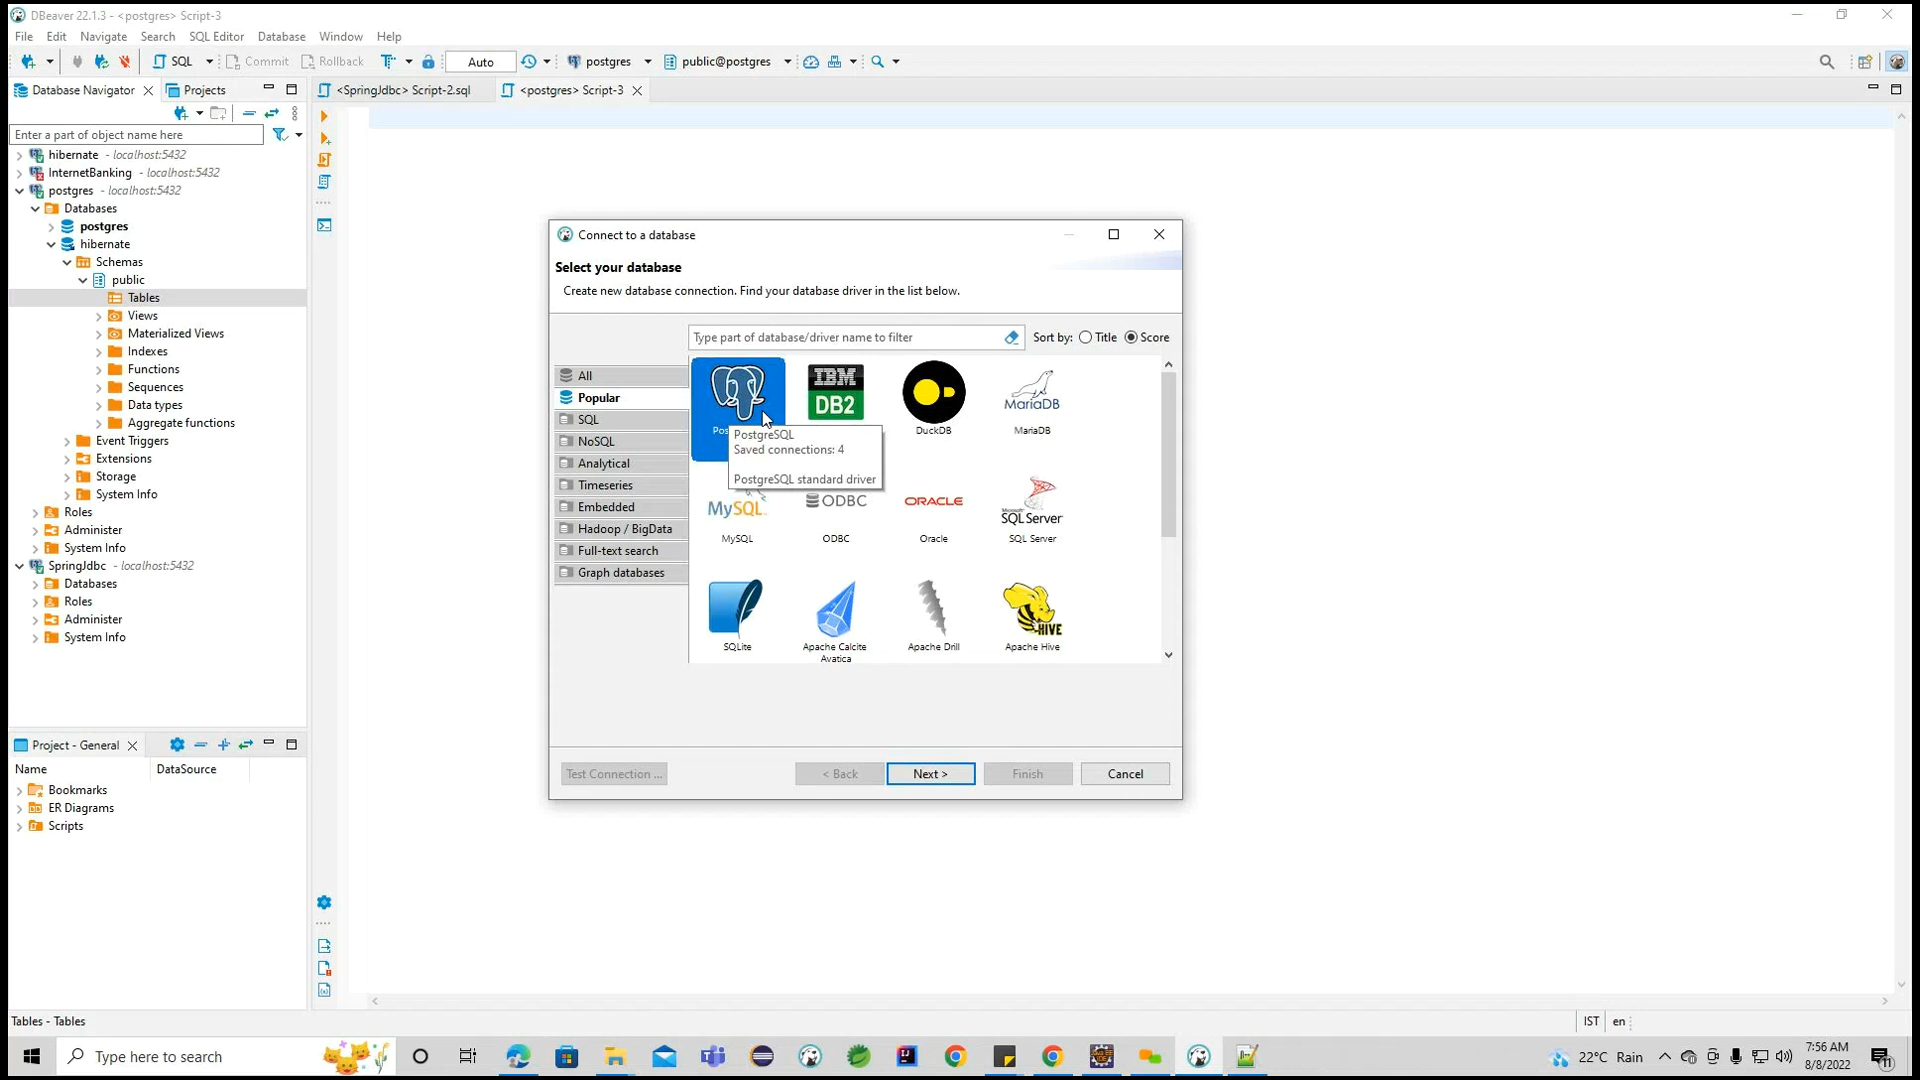 DBeaver 22.1.3 - <postgres> Script-3
File Edit Navigate Search SQL Editor Database Window Help
SQL Commit Rollback Auto postgres public@postgres
Database Navigator Projects
<SpringJdbc> Script-2.sql <postgres> Script-3
Enter a part of object name here
hibernate - localhost:5432
InternetBanking - localhost:5432
postgres - localhost:5432
Databases
postgres
hibernate
Schemas
public
Tables
Views
Materialized Views
Indexes
Functions
Sequences
Data types
Aggregate functions
Event Triggers
Extensions
Storage
System Info
Roles
Administer
System Info
SpringJdbc - localhost:5432
Databases
Roles
Administer
System Info
Project - General
Name DataSource
Bookmarks
ER Diagrams
Scripts
Connect to a database
Select your database
Create new database connection. Find your database driver in the list below.
Type part of database/driver name to filter Sort by: Title Score
All
Popular
SQL
NoSQL
Analytical
Timeseries
Embedded
Hadoop / BigData
Full-text search
Graph databases
IBM
DB2
MariaDB
DuckDB MariaDB
PostgreSQL
Saved connections: 4
PostgreSQL standard driver
MySQL ODBC ORACLE Microsoft SQL Server
MySQL ODBC Oracle SQL Server
HIVE
SQLite Apache Calcite Avatica Apache Drill Apache Hive
Test Connection ... < Back Next > Finish Cancel
Tables - Tables
IST en
Type here to search
22°C Rain
7:56 AM
8/8/2022
11